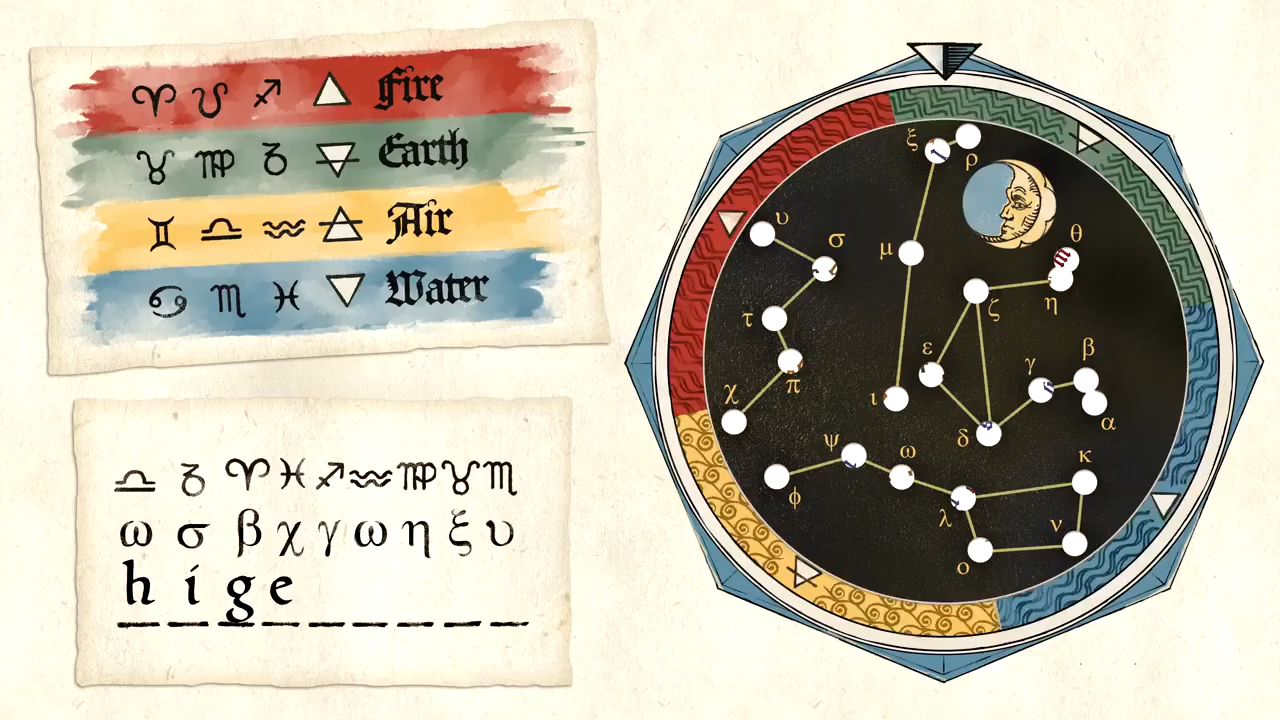 ♈ ♌ ♐ 🜂 Fire
♉ ♍ ♑ 🜃 Earth
♊ ♎ ♒ 🜁 Air
♋ ♏ ♓ 🜄 Water
♎ ♑ ♈ ♓ ♐ ♒ ♍ ♉ ♏
ω σ β χ γ ω η ξ υ
h i g e
ξ
ρ
υ
σ
μ
θ
τ
ζ
η
ε
β
π
γ
χ
ι
α
δ
ψ
ω
κ
φ
λ
ν
ο